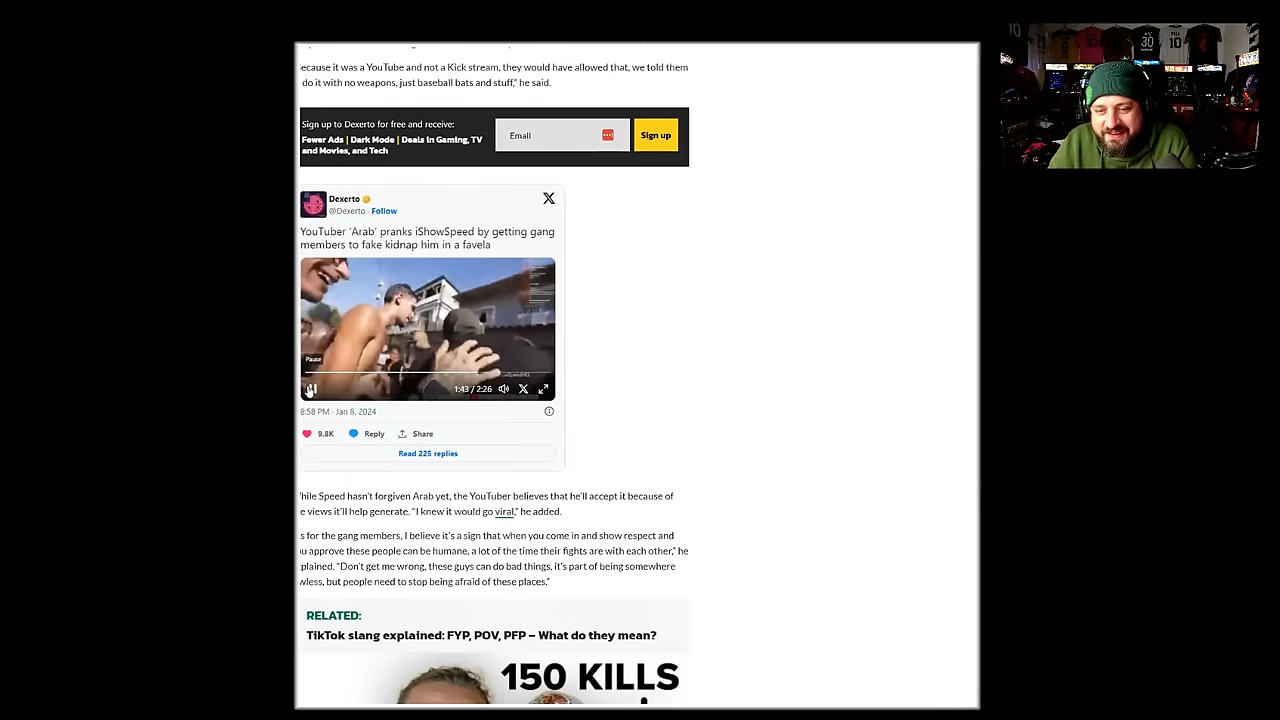 ecause it was a YouTube and not a Kick stream, they would have allowed that, we told them
do it with no weapons, just baseball bats and stuff,” he said.
Sign up to Dexerto for free and receive:
Fewer Ads | Dark Mode | Deals in Gaming, TV
and Movies, and Tech
Email
Sign up
Dexerto
@Dexerto · Follow
X
YouTuber ‘Arab’ pranks iShowSpeed by getting gang
members to fake kidnap him in a favela
Pause
1:43 / 2:26
8:58 PM · Jan 8, 2024
9.8K Reply Share
Read 225 replies
hile Speed hasn’t forgiven Arab yet, the YouTuber believes that he’ll accept it because of
e views it’ll help generate. “I knew it would go viral,” he added.
s for the gang members, I believe it’s a sign that when you come in and show respect and
u approve these people can be humane, a lot of the time their fights are with each other,” he
plained. “Don’t get me wrong, these guys can do bad things, it’s part of being somewhere
wless, but people need to stop being afraid of these places.”
RELATED:
TikTok slang explained: FYP, POV, PFP – What do they mean?
150 KILLS
10
30
PILL
10
4